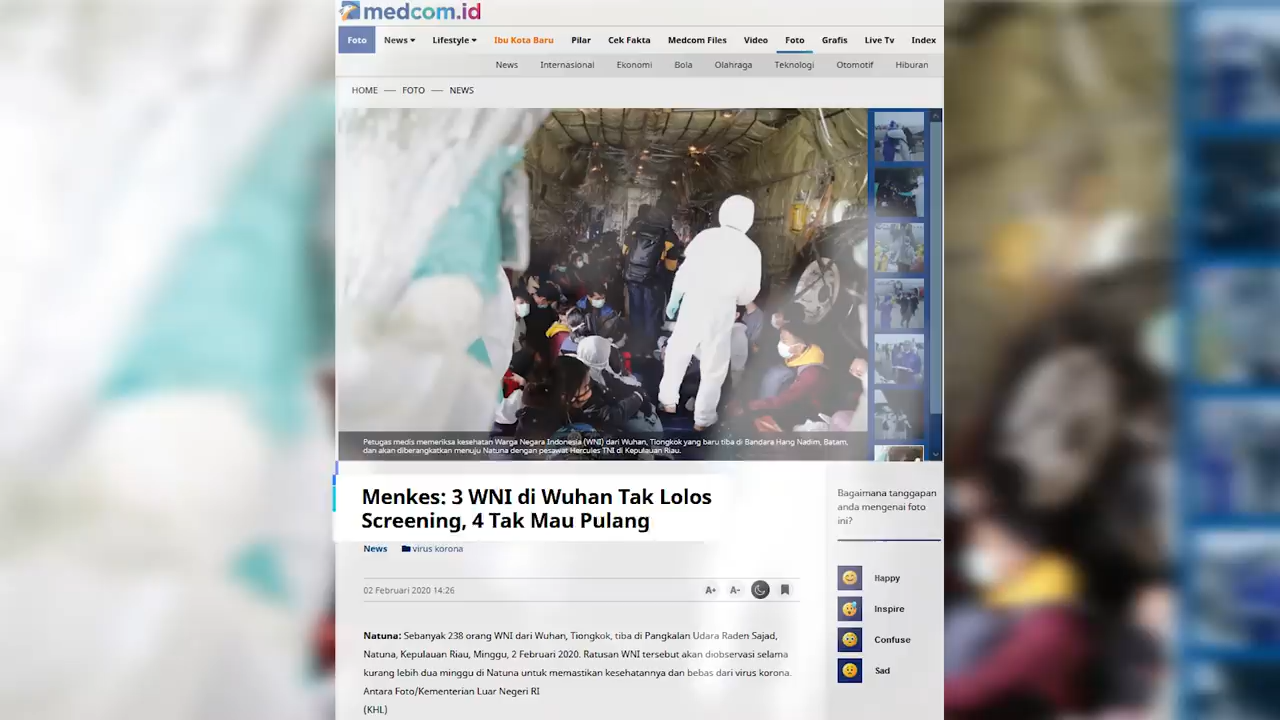 medcom.id
Foto News Lifestyle Ibu Kota Baru Pilar Cek Fakta Medcom Files Video Foto Grafis Live Tv Index
News Internasional Ekonomi Bola Olahraga Teknologi Otomotif Hiburan
HOME — FOTO — NEWS
Petugas medis memeriksa kesehatan Warga Negara Indonesia (WNI) dari Wuhan, Tiongkok yang baru tiba di Bandara Hang Nadim, Batam,
dan akan diberangkatkan menuju Natuna dengan pesawat Hercules TNI di Kepulauan Riau.
Menkes: 3 WNI di Wuhan Tak Lolos
Screening, 4 Tak Mau Pulang
News virus korona
02 Februari 2020 14:26
A+ A-
Natuna: Sebanyak 238 orang WNI dari Wuhan, Tiongkok, tiba di Pangkalan Udara Raden Sajad,
Natuna, Kepulauan Riau, Minggu, 2 Februari 2020. Ratusan WNI tersebut akan diobservasi selama
kurang lebih dua minggu di Natuna untuk memastikan kesehatannya dan bebas dari virus korona.
Antara Foto/Kementerian Luar Negeri RI
(KHL)
Bagaimana tanggapan
anda mengenai foto
ini?
Happy
Inspire
Confuse
Sad